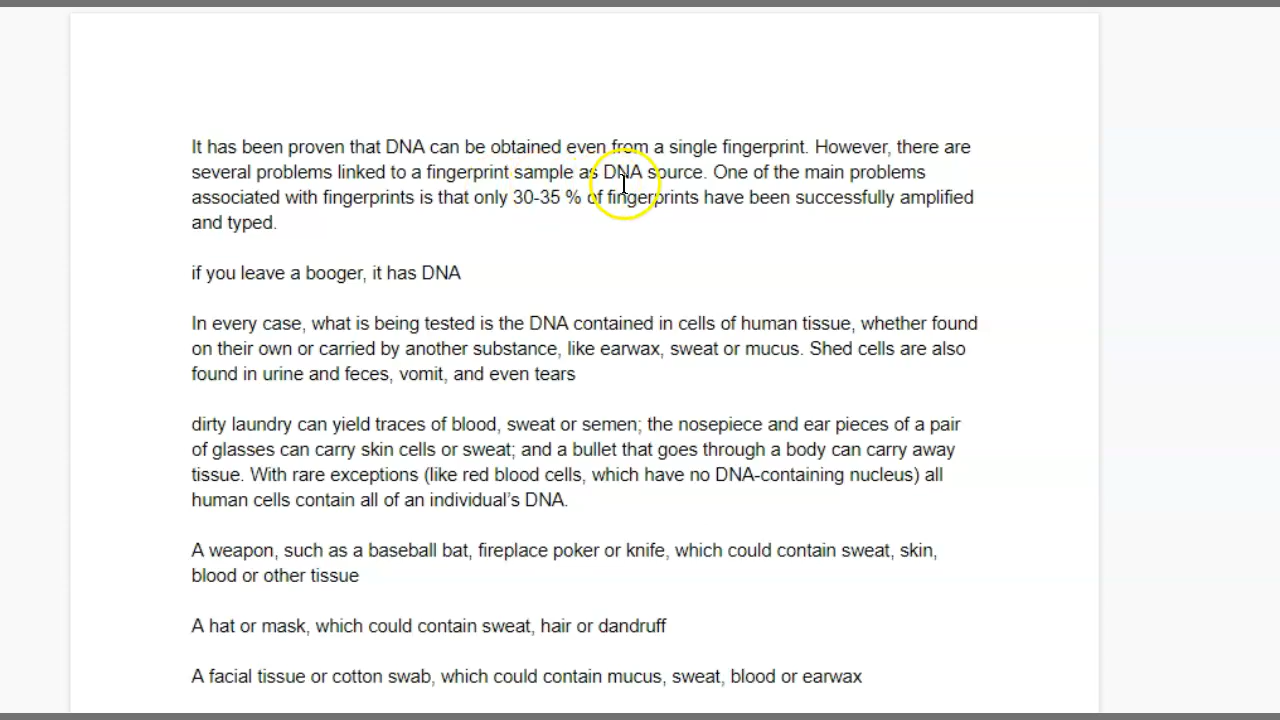 It has been proven that DNA can be obtained even from a single fingerprint. However, there are
several problems linked to a fingerprint sample as DNA source. One of the main problems
associated with fingerprints is that only 30-35 % of fingerprints have been successfully amplified
and typed.
if you leave a booger, it has DNA
In every case, what is being tested is the DNA contained in cells of human tissue, whether found
on their own or carried by another substance, like earwax, sweat or mucus. Shed cells are also
found in urine and feces, vomit, and even tears
dirty laundry can yield traces of blood, sweat or semen; the nosepiece and ear pieces of a pair
of glasses can carry skin cells or sweat; and a bullet that goes through a body can carry away
tissue. With rare exceptions (like red blood cells, which have no DNA-containing nucleus) all
human cells contain all of an individual’s DNA.
A weapon, such as a baseball bat, fireplace poker or knife, which could contain sweat, skin,
blood or other tissue
A hat or mask, which could contain sweat, hair or dandruff
A facial tissue or cotton swab, which could contain mucus, sweat, blood or earwax